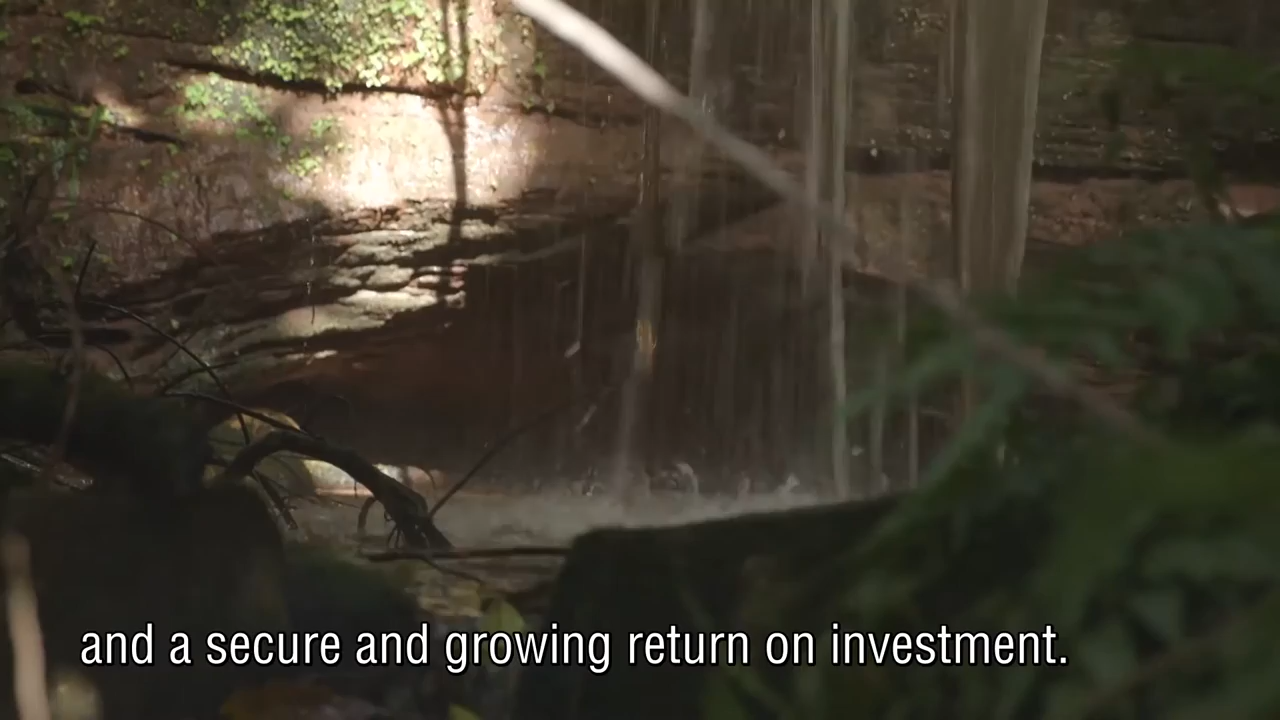 and a secure and growing return on investment.